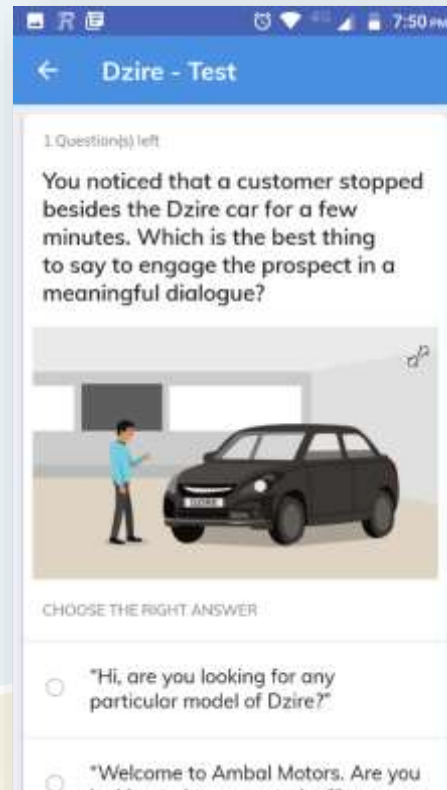 7:50 PM
Dzire - Test
1 Question(s) left
You noticed that a customer stopped
besides the Dzire car for a few
minutes. Which is the best thing
to say to engage the prospect in a
meaningful dialogue?
DZIRE
CHOOSE THE RIGHT ANSWER
"Hi, are you looking for any
particular model of Dzire?"
"Welcome to Ambal Motors. Are you